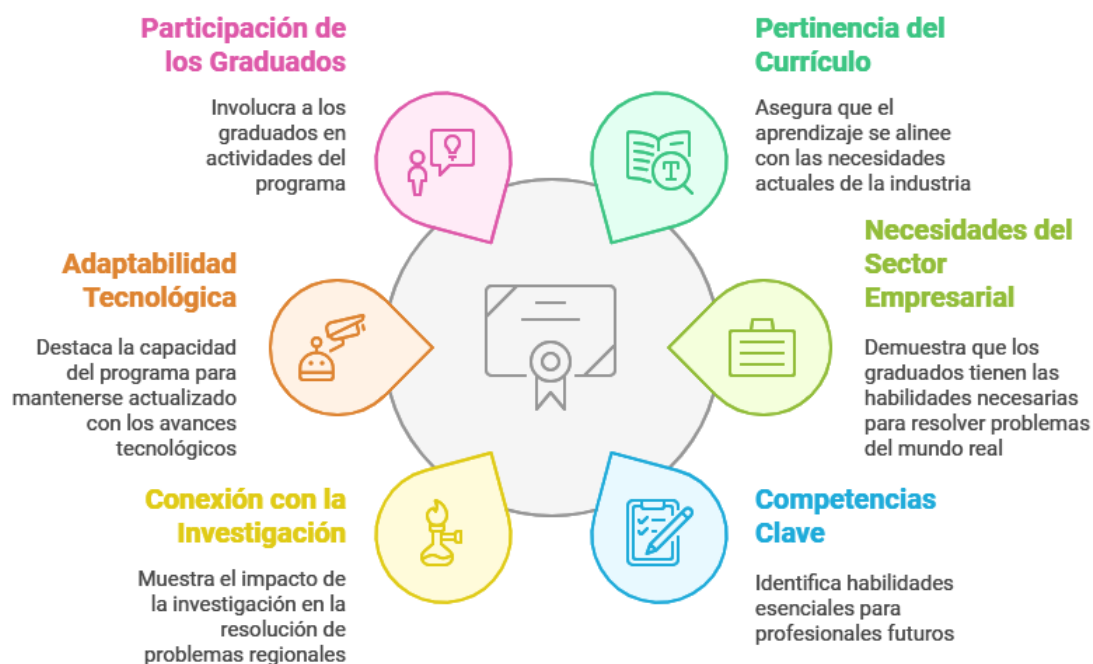 Participación de
los Graduados
Involucra a los
graduados en
actividades del
programa
Pertinencia del
Currículo
Asegura que el
aprendizaje se alinee
con las necesidades
actuales de la industria
T
Adaptabilidad
Tecnológica
Destaca la capacidad
del programa para
mantenerse actualizado
con los avances
tecnológicos
Necesidades del
Sector
Empresarial
Demuestra que los
graduados tienen las
habilidades necesarias
para resolver problemas
del mundo real
Conexión con la
Investigación
Muestra el impacto de
la investigación en la
resolución de
problemas regionales
Competencias
Clave
Identifica habilidades
esenciales para
profesionales futuros